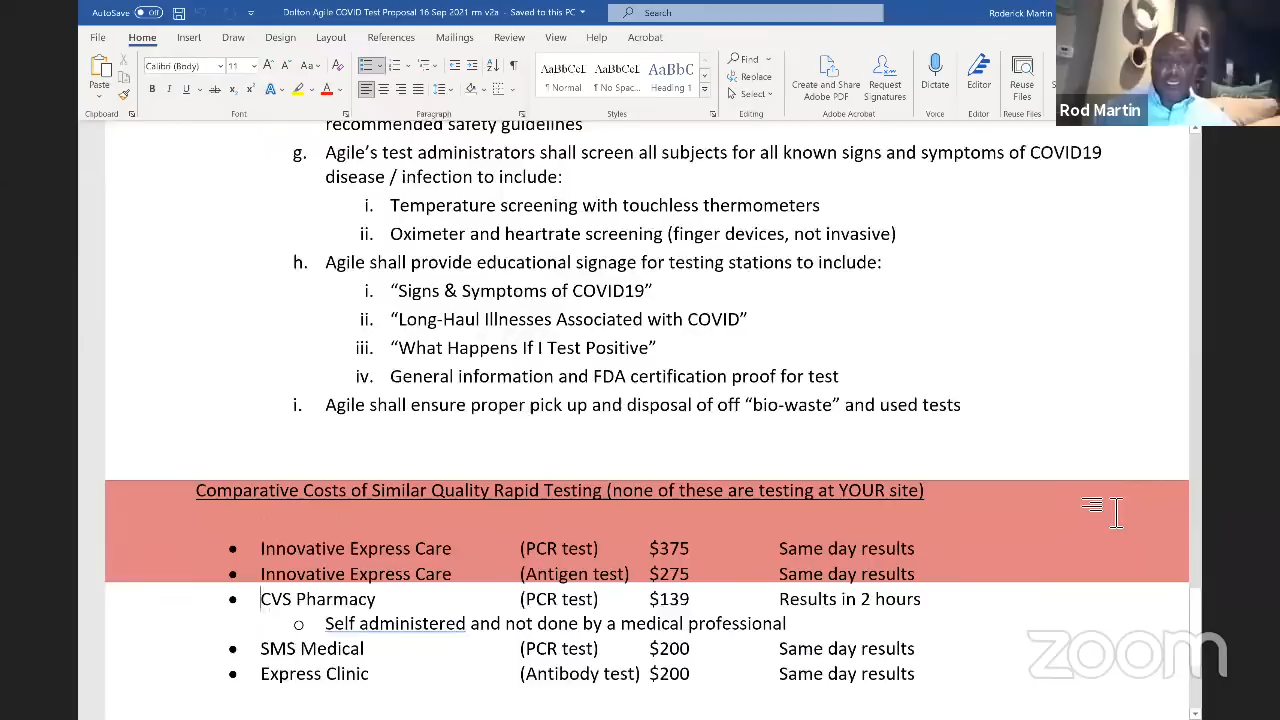 AutoSave Off Dolton Agile COVID Test Proposal 16 Sep 2021 rm v2a - Saved to this PC Search Roderick Martin
File Home Insert Draw Design Layout References Mailings Review View Help Acrobat
Calibri (Body) 11 Aa AaBbCcI AaBbCcI AaBbC Find
Paste Replace Create and Share Adobe PDF Request Signatures Dictate Editor Reuse Files
B I U ab x₂ x² A A ¶ Normal ¶ No Spac... Heading 1 Select
Clipboard Font Paragraph Styles Editing Adobe Acrobat Voice Editor Reuse Files
Rod Martin
recommended safety guidelines
g. Agile’s test administrators shall screen all subjects for all known signs and symptoms of COVID19
disease / infection to include:
i. Temperature screening with touchless thermometers
ii. Oximeter and heartrate screening (finger devices, not invasive)
h. Agile shall provide educational signage for testing stations to include:
i. “Signs & Symptoms of COVID19”
ii. “Long-Haul Illnesses Associated with COVID”
iii. “What Happens If I Test Positive”
iv. General information and FDA certification proof for test
i. Agile shall ensure proper pick up and disposal of off “bio-waste” and used tests
Comparative Costs of Similar Quality Rapid Testing (none of these are testing at YOUR site)
• Innovative Express Care (PCR test) $375 Same day results
• Innovative Express Care (Antigen test) $275 Same day results
• CVS Pharmacy (PCR test) $139 Results in 2 hours
o Self administered and not done by a medical professional
• SMS Medical (PCR test) $200 Same day results
• Express Clinic (Antibody test) $200 Same day results
zoom